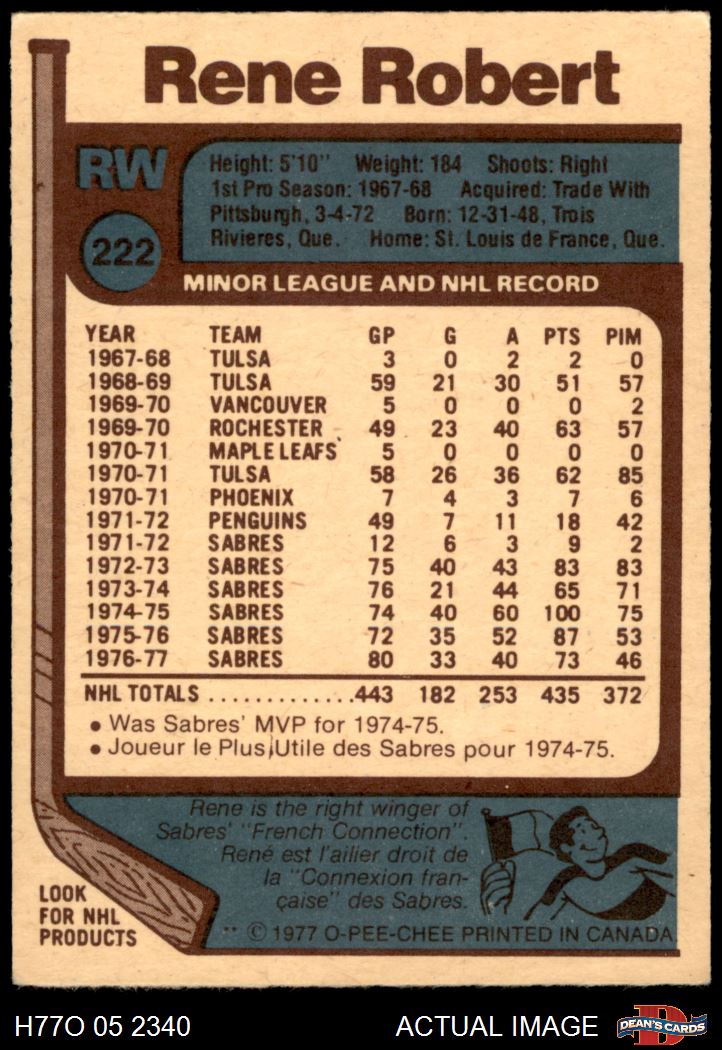 Rene Robert
RW
Height: 5'10" Weight: 184 Shoots: Right
1st Pro Season: 1967-68 Acquired: Trade With
Pittsburgh, 3-4-72 Born: 12-31-48, Trois
Rivieres, Que. Home: St. Louis de France, Que.
222
MINOR LEAGUE AND NHL RECORD
YEAR TEAM GP G A PTS PIM
1967-68 TULSA 3 0 2 2 0
1968-69 TULSA 59 21 30 51 57
1969-70 VANCOUVER 5 0 0 0 2
1969-70 ROCHESTER 49 23 40 63 57
1970-71 MAPLE LEAFS 5 0 0 0 0
1970-71 TULSA 58 26 36 62 85
1970-71 PHOENIX 7 4 3 7 6
1971-72 PENGUINS 49 7 11 18 42
1971-72 SABRES 12 6 3 9 2
1972-73 SABRES 75 40 43 83 83
1973-74 SABRES 76 21 44 65 71
1974-75 SABRES 74 40 60 100 75
1975-76 SABRES 72 35 52 87 53
1976-77 SABRES 80 33 40 73 46
NHL TOTALS ............. 443 182 253 435 372
• Was Sabres' MVP for 1974-75.
• Joueur le Plus Utile des Sabres pour 1974-75.
Rene is the right winger of
Sabres' "French Connection".
René est l'ailier droit de
la "Connexion fran-
çaise" des Sabres.
LOOK
FOR NHL
PRODUCTS
** © 1977 O-PEE-CHEE PRINTED IN CANADA
H77O 05 2340 ACTUAL IMAGE DEAN'S CARDS